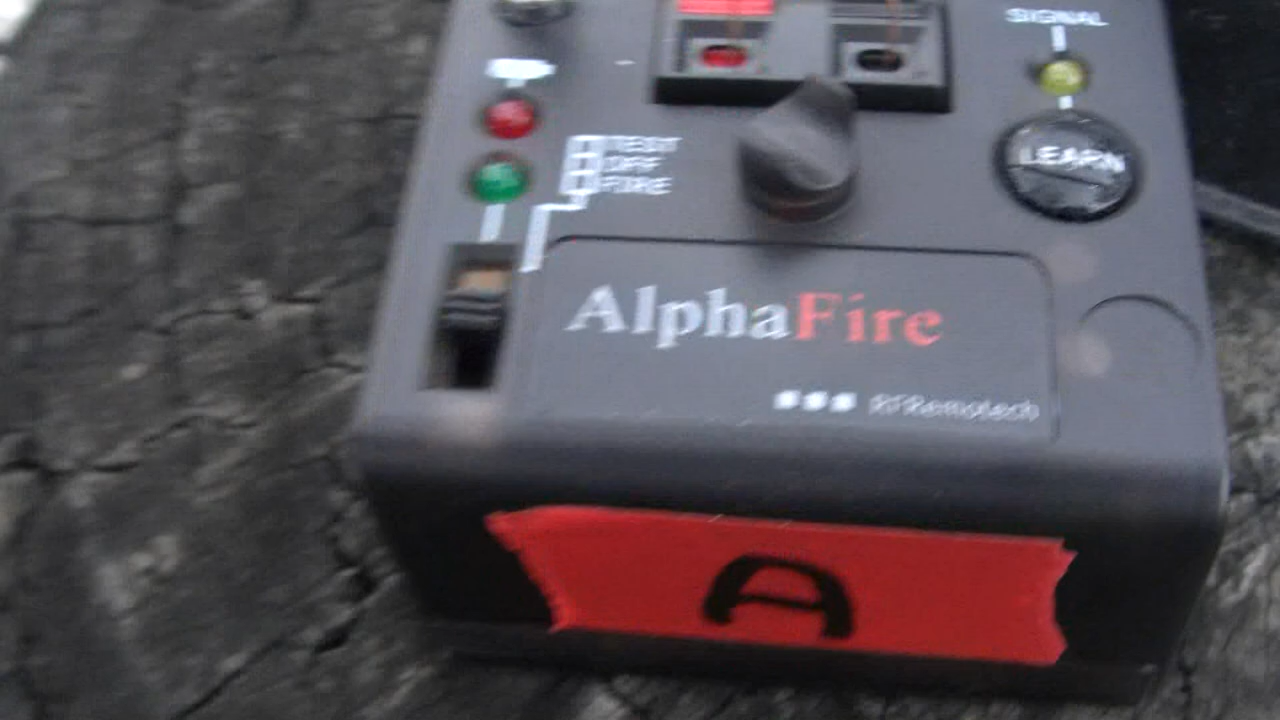 SIGNAL
TEST
OFF
FIRE
LEARN
AlphaFire
RFRemotech
A